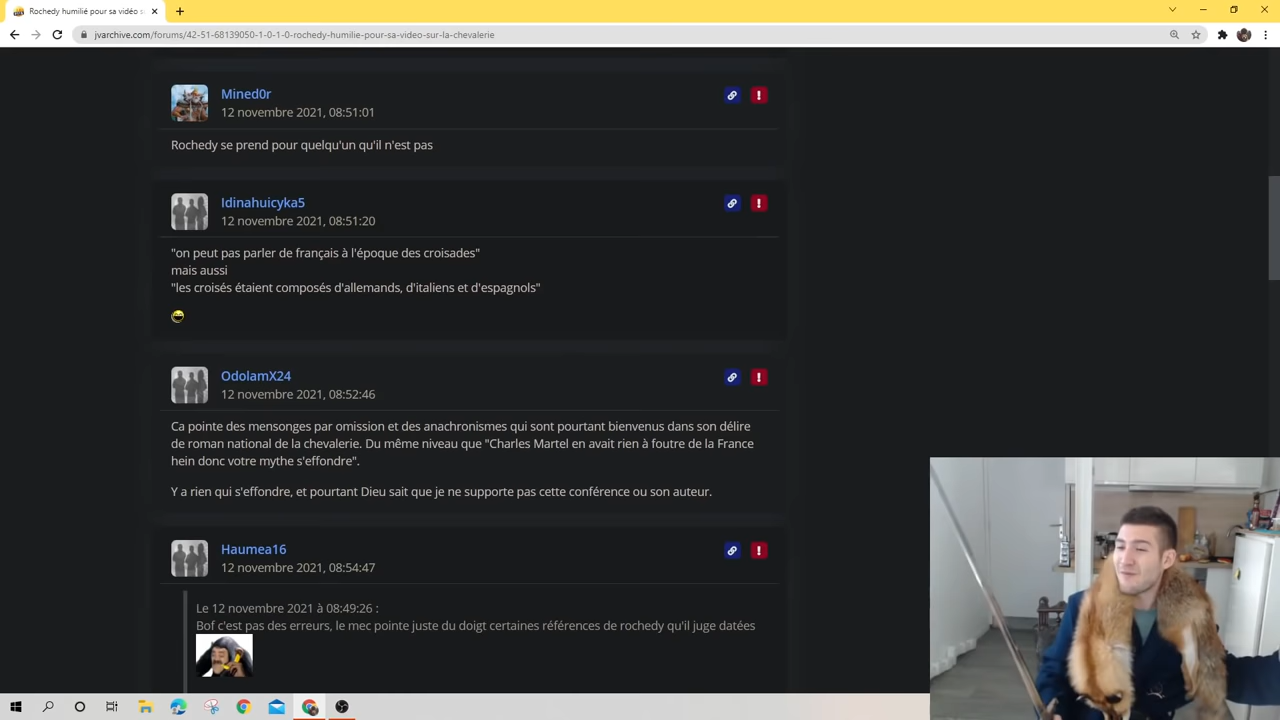 Rochedy humilié pour sa vidéo s
jvarchive.com/forums/42-51-68139050-1-0-1-0-rochedy-humilie-pour-sa-video-sur-la-chevalerie
Mined0r
12 novembre 2021, 08:51:01
Rochedy se prend pour quelqu'un qu'il n'est pas
Idinahuicyka5
12 novembre 2021, 08:51:20
"on peut pas parler de français à l'époque des croisades"
mais aussi
"les croisés étaient composés d'allemands, d'italiens et d'espagnols"
OdolamX24
12 novembre 2021, 08:52:46
Ca pointe des mensonges par omission et des anachronismes qui sont pourtant bienvenus dans son délire
de roman national de la chevalerie. Du même niveau que "Charles Martel en avait rien à foutre de la France
hein donc votre mythe s'effondre".
Y a rien qui s'effondre, et pourtant Dieu sait que je ne supporte pas cette conférence ou son auteur.
Haumea16
12 novembre 2021, 08:54:47
Le 12 novembre 2021 à 08:49:26 :
Bof c'est pas des erreurs, le mec pointe juste du doigt certaines références de rochedy qu'il juge datées